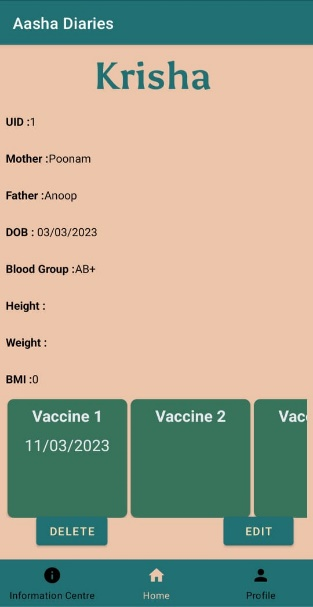 Aasha Diaries
Krisha
UID :1
Mother :Poonam
Father :Anoop
DOB : 03/03/2023
Blood Group :AB+
Height :
Weight :
BMI :0
Vaccine 1 Vaccine 2 Vacc
11/03/2023
DELETE EDIT
Information Centre Home Profile